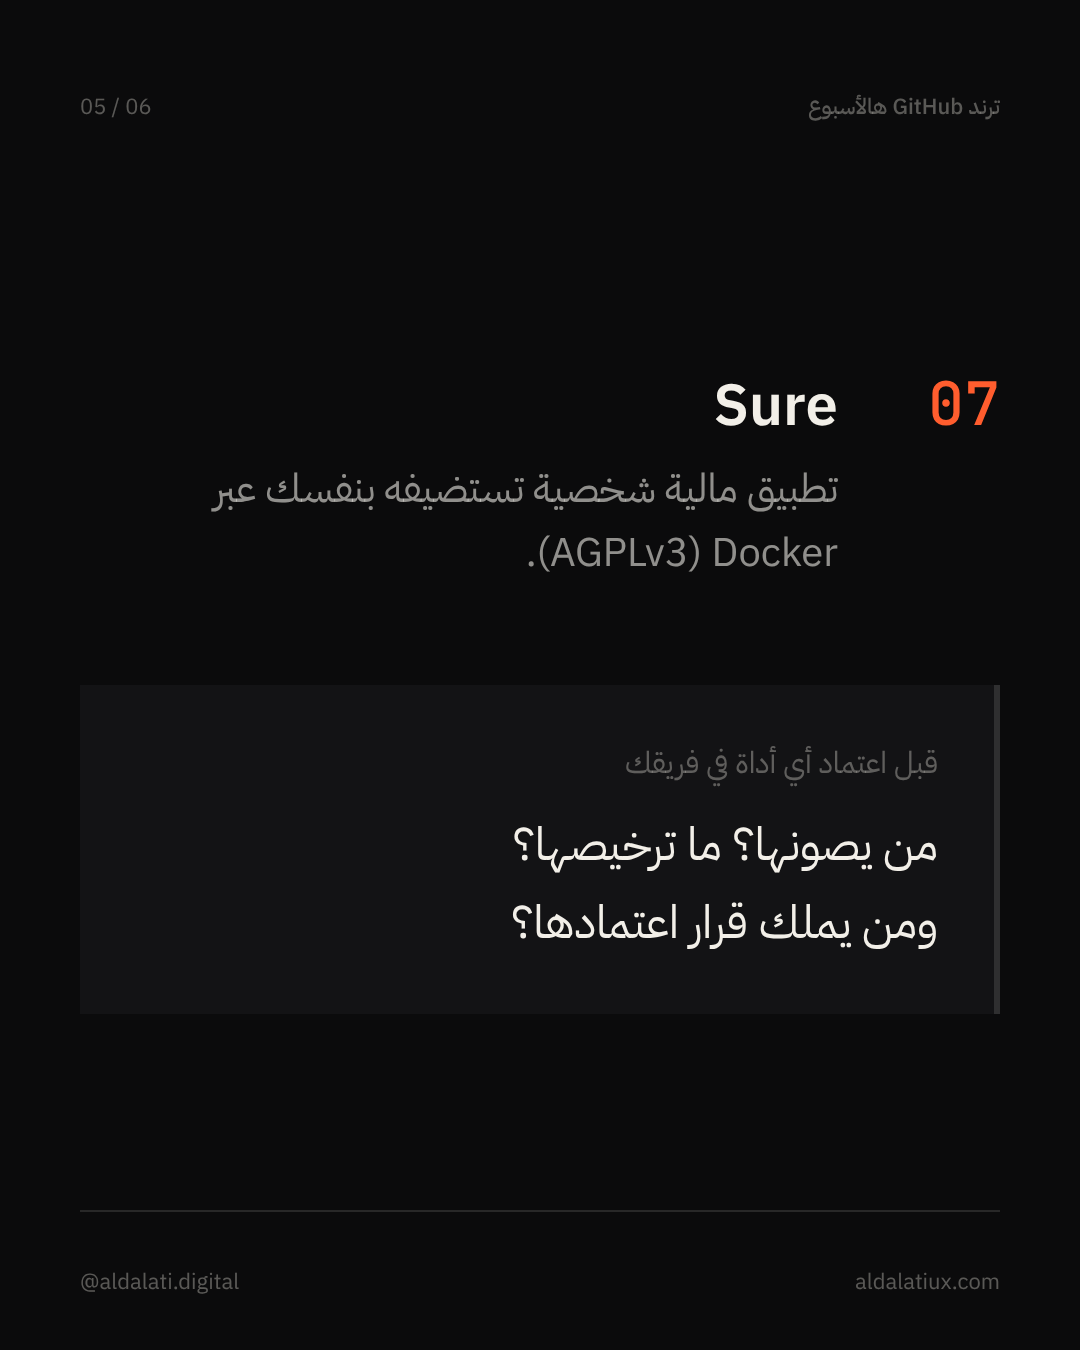 ترند GitHub هالأسبوع
05 / 06
07
Sure
تطبيق مالية شخصية تستضيفه بنفسك عبر
Docker (AGPLv3).
قبل اعتماد أي أداة في فريقك
من يصونها؟ ما ترخيصها؟
ومن يملك قرار اعتمادها؟
aldalatiux.com
@aldalati.digital